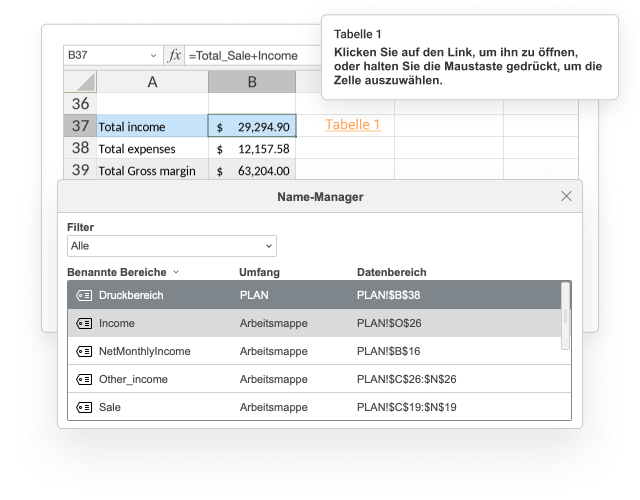 Tabelle 1
Klicken Sie auf den Link, um ihn zu öffnen,
oder halten Sie die Maustaste gedrückt, um die
Zelle auszuwählen.
B37 fx =Total_Sale+Income
A B
36
37 Total income $ 29,294.90 Tabelle 1
38 Total expenses $ 12,157.58
39 Total Gross margin $ 63,204.00
Name-Manager
Filter
Alle
Benannte Bereiche Umfang Datenbereich
Druckbereich PLAN PLAN!$B$38
Income Arbeitsmappe PLAN!$O$26
NetMonthlyIncome Arbeitsmappe PLAN!$B$16
Other_income Arbeitsmappe PLAN!$C$26:$N$26
Sale Arbeitsmappe PLAN!$C$19:$N$19